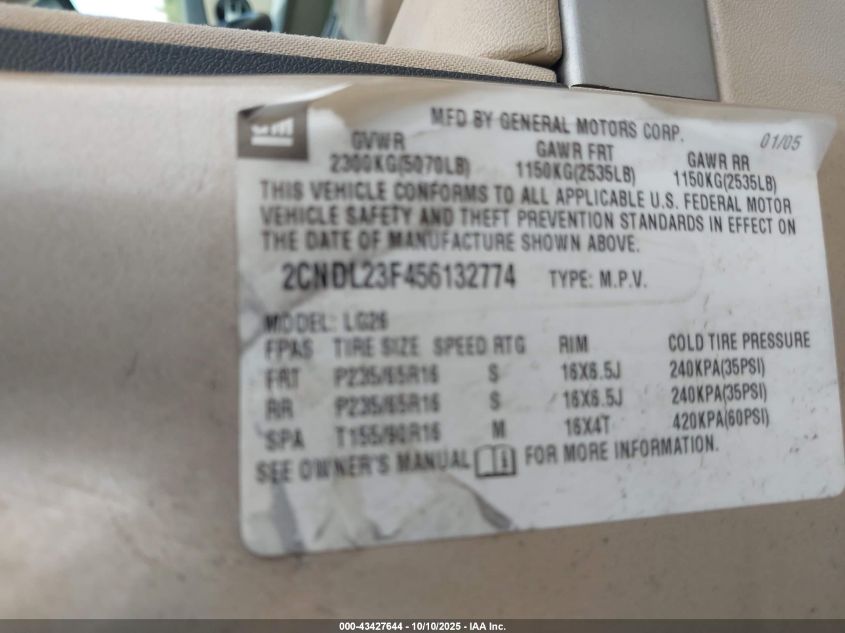 GM
MFD BY GENERAL MOTORS CORP. 01/05
GVWR GAWR FRT GAWR RR
2300KG(5070LB) 1150KG(2535LB) 1150KG(2535LB)
THIS VEHICLE CONFORMS TO ALL APPLICABLE U.S. FEDERAL MOTOR
VEHICLE SAFETY AND THEFT PREVENTION STANDARDS IN EFFECT ON
THE DATE OF MANUFACTURE SHOWN ABOVE.
2CNDL23F456132774 TYPE: M.P.V.
MODEL: LG26
FPAS TIRE SIZE SPEED RTG RIM COLD TIRE PRESSURE
FRT P235/65R16 S 16X6.5J 240KPA(35PSI)
RR P235/65R16 S 16X6.5J 240KPA(35PSI)
SPA T155/90R16 M 16X4T 420KPA(60PSI)
SEE OWNER'S MANUAL FOR MORE INFORMATION.
000-43427644 - 10/10/2025 - IAA Inc.